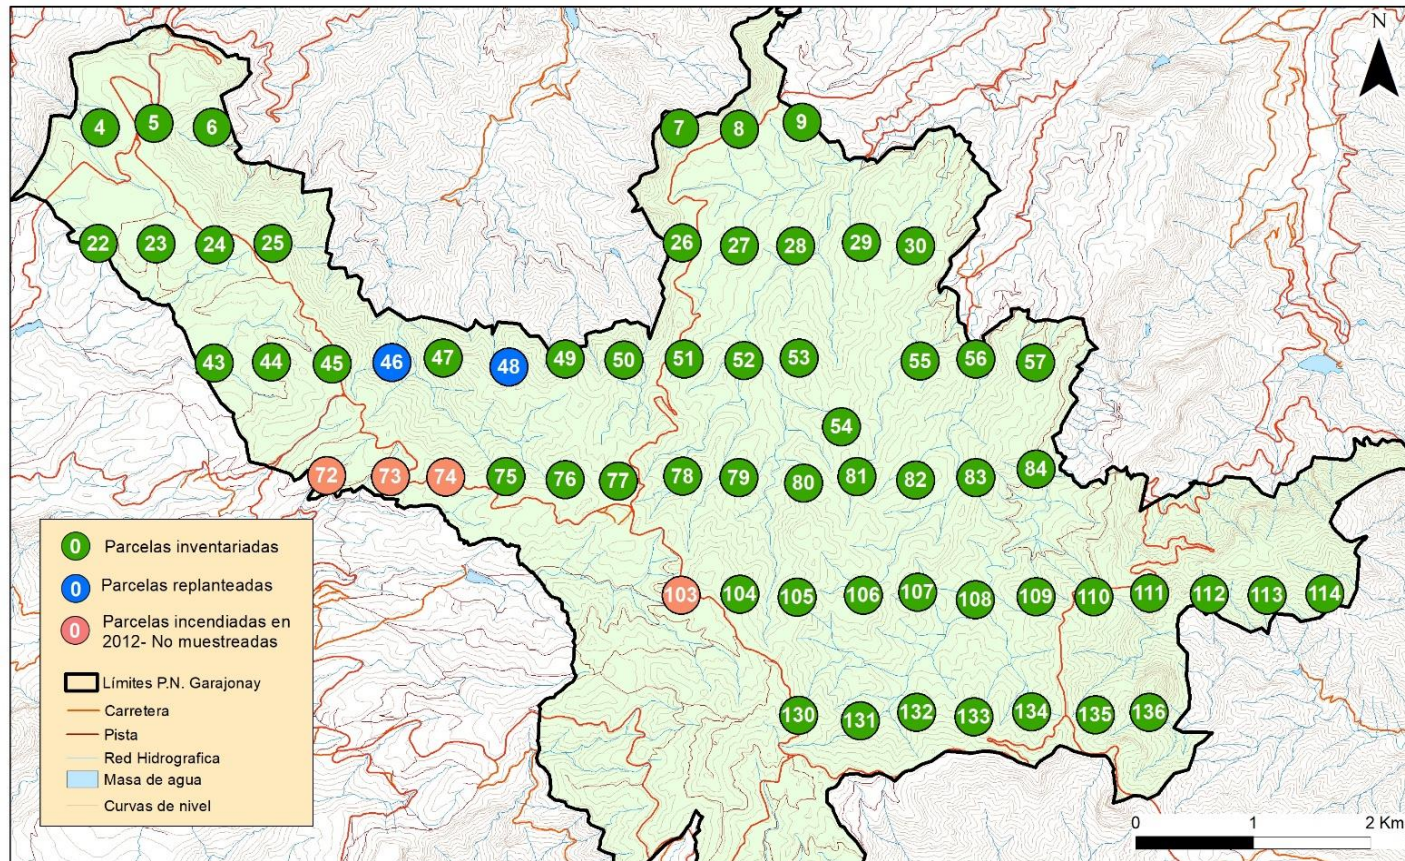 N
4 5 6 7 8 9
22 23 24 25 26 27 28 29 30
43 44 45 46 47 48 49 50 51 52 53 55 56 57
54
72 73 74 75 76 77 78 79 80 81 82 83 84
103 104 105 106 107 108 109 110 111 112 113 114
130 131 132 133 134 135 136
0 Parcelas inventariadas
0 Parcelas replanteadas
0 Parcelas incendiadas en
2012- No muestreadas
Límites P.N. Garajonay
Carretera
Pista
Red Hidrografica
Masa de agua
Curvas de nivel
0 1 2 Km